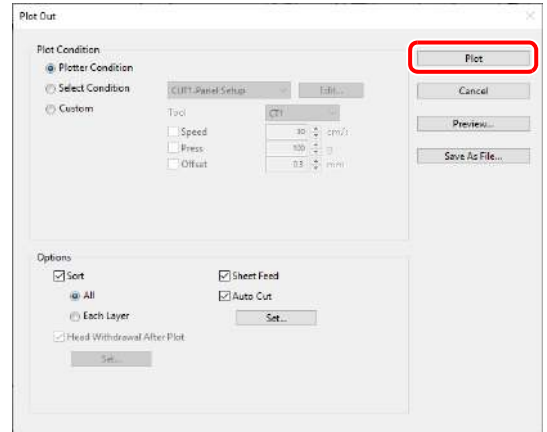 Plot Out
Plot Condition
Plotter Condition
Select Condition
CUT1-Panel Setup
Edit...
Custom
Tool
CT1
Speed
30
cm/s
Press
100
g
Offset
0.5
mm
Plot
Cancel
Preview...
Save As File...
Options
Sort
Sheet Feed
All
Auto Cut
Each Layer
Set...
Head Withdrawal After Plot
Set...